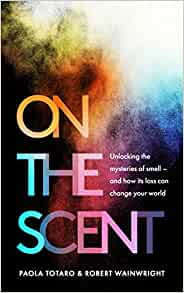 ON
THE
SCENT
Unlocking the
mysteries of smell –
and how its loss can
change your world
PAOLA TOTARO & ROBERT WAINWRIGHT